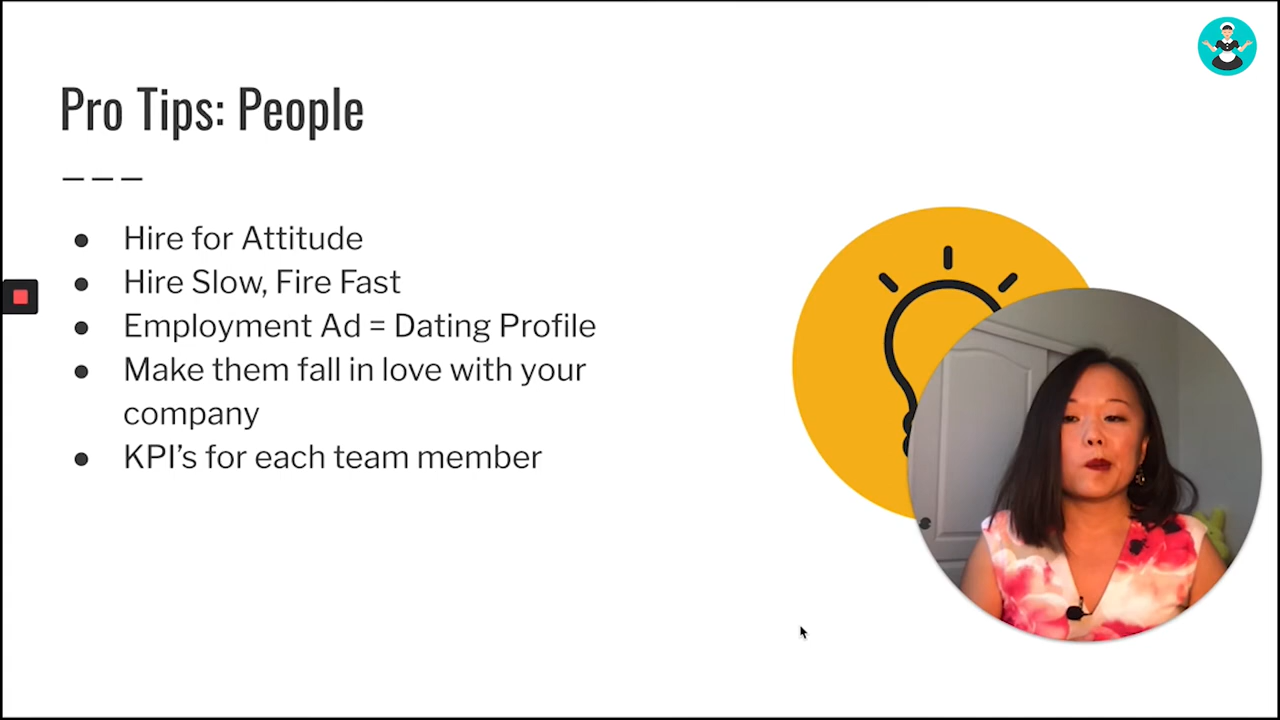 Pro Tips: People
Hire for Attitude
Hire Slow, Fire Fast
Employment Ad = Dating Profile
Make them fall in love with your
company
KPI’s for each team member